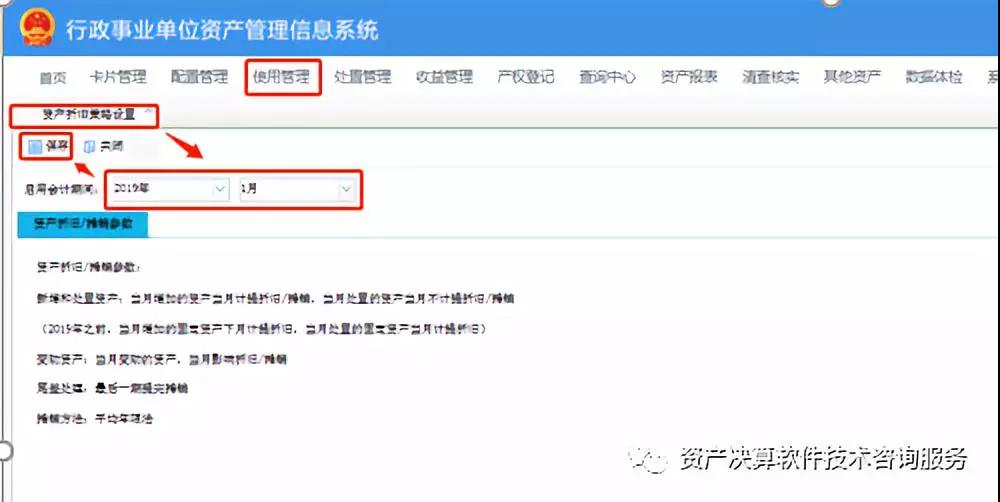 行政事业单位资产管理信息系统
首页 卡片管理 配置管理 使用管理 处置管理 收益管理 产权登记 查询中心 资产报表 清查核实 其他资产 数据体检
资产折旧策略设置
保存 关闭
启用会计期间： 2019年 1月
资产折旧/摊销参数
资产折旧/摊销参数：
新增和处置资产：当月增加的资产当月计提折旧/摊销，当月处置的资产当月不计提折旧/摊销
（2019年之前，当月增加的固定资产下月计提折旧，当月处置的固定资产当月计提折旧）
变动资产：当月变动的资产，当月影响折旧/摊销
尾差处理：最后一期提完摊销
摊销方法：平均年限法
资产决算软件技术咨询服务